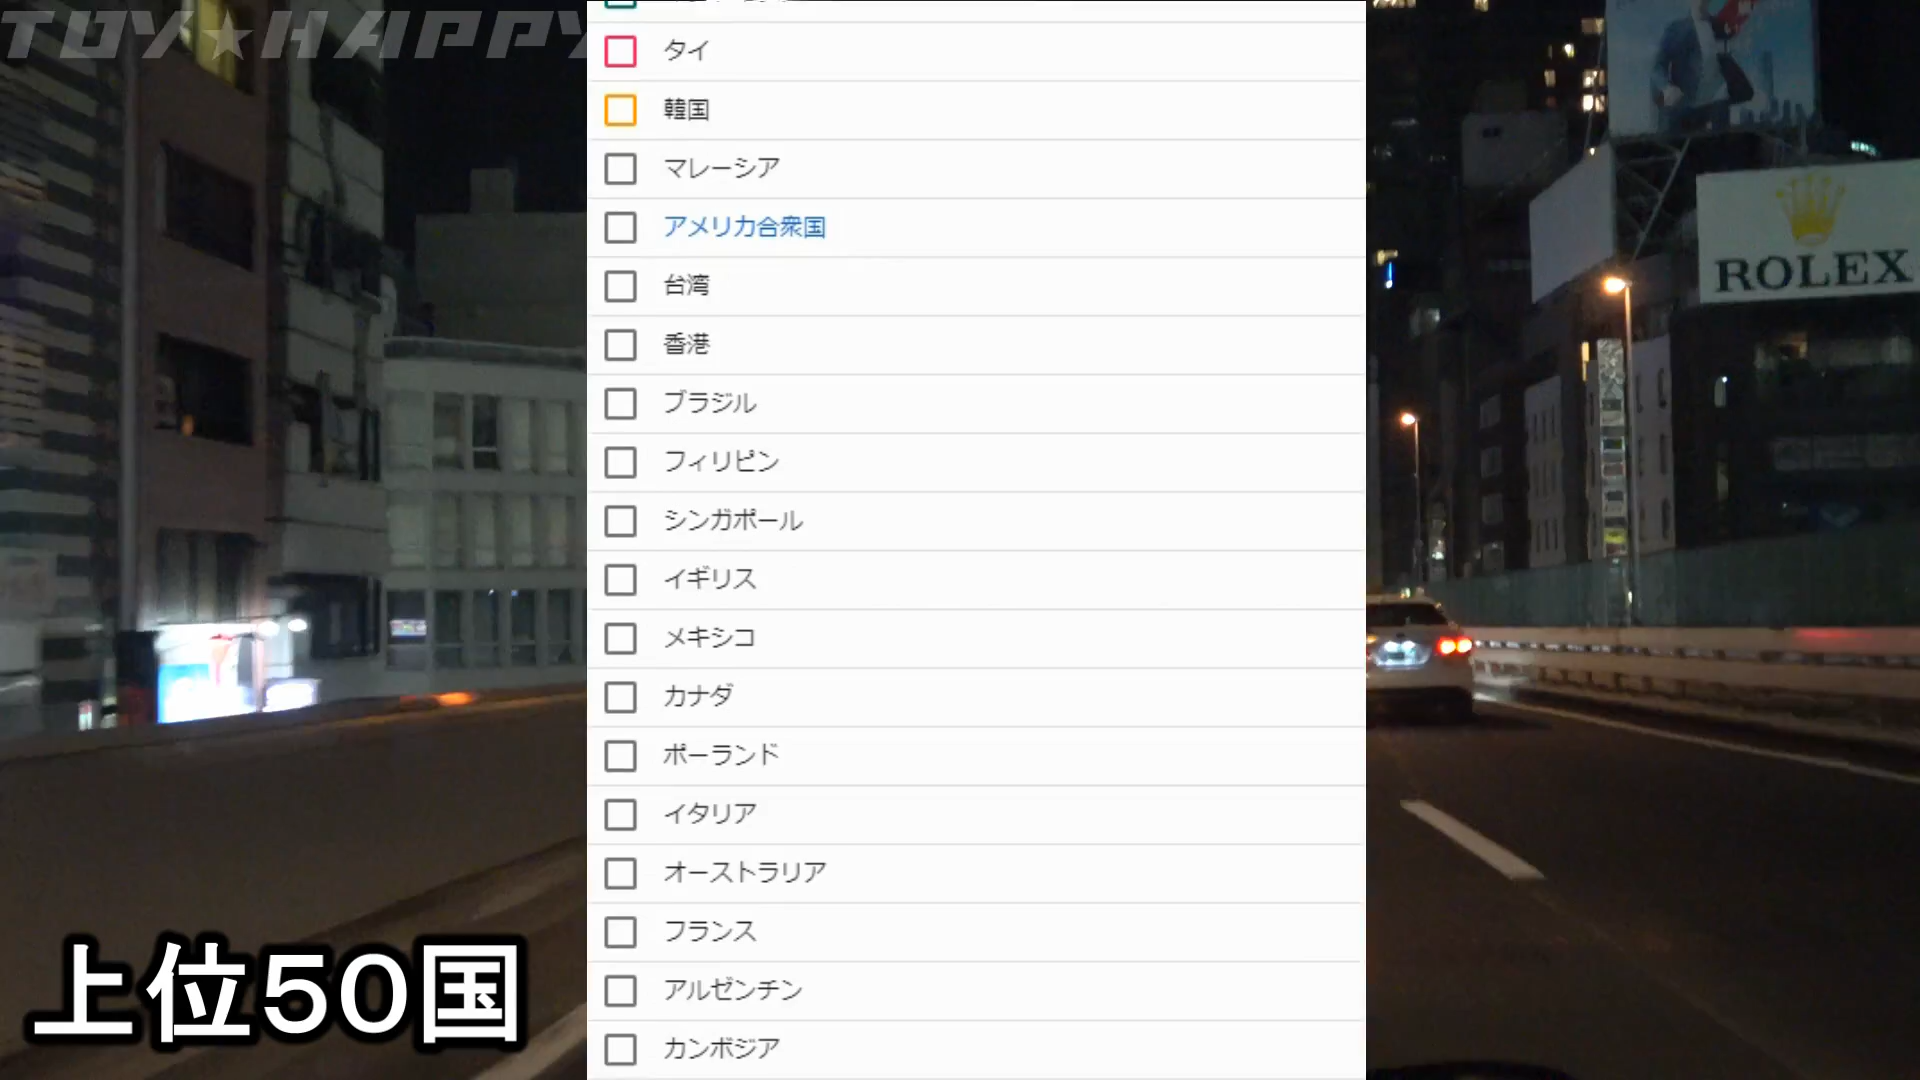 TOY★HAPPY
タイ
韓国
マレーシア
アメリカ合衆国
台湾
香港
ブラジル
フィリピン
シンガポール
イギリス
メキシコ
カナダ
ポーランド
イタリア
オーストラリア
フランス
アルゼンチン
カンボジア
ROLEX
上位50国